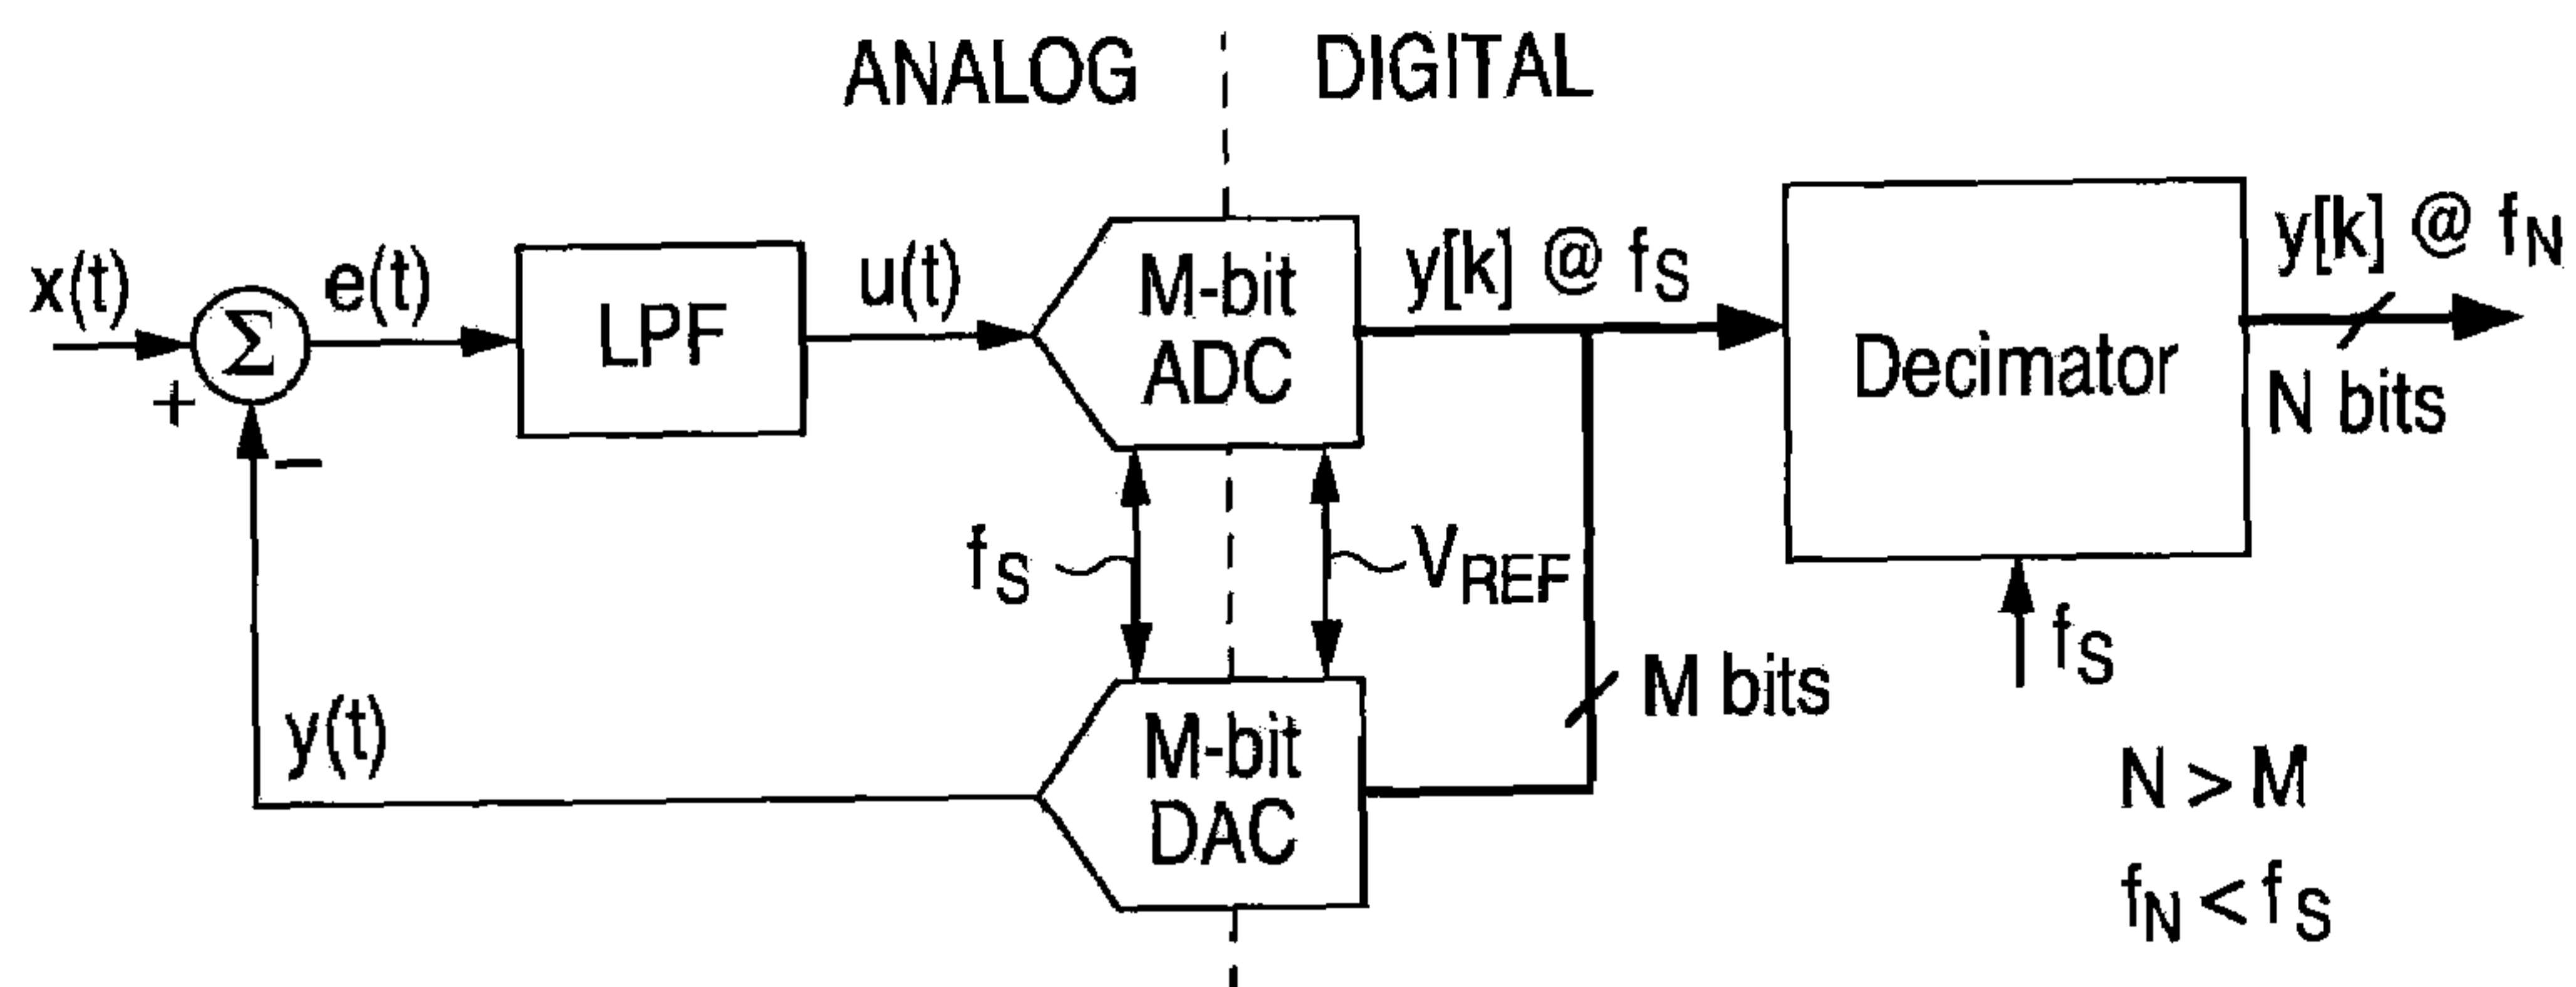 ANALOG
DIGITAL
x(t)
+
Σ
−
e(t)
LPF
u(t)
M-bit
ADC
y[k] @ fS
Decimator
y[k] @ fN
N bits
fS
VREF
fS
M bits
y(t)
M-bit
DAC
N > M
fN < fS